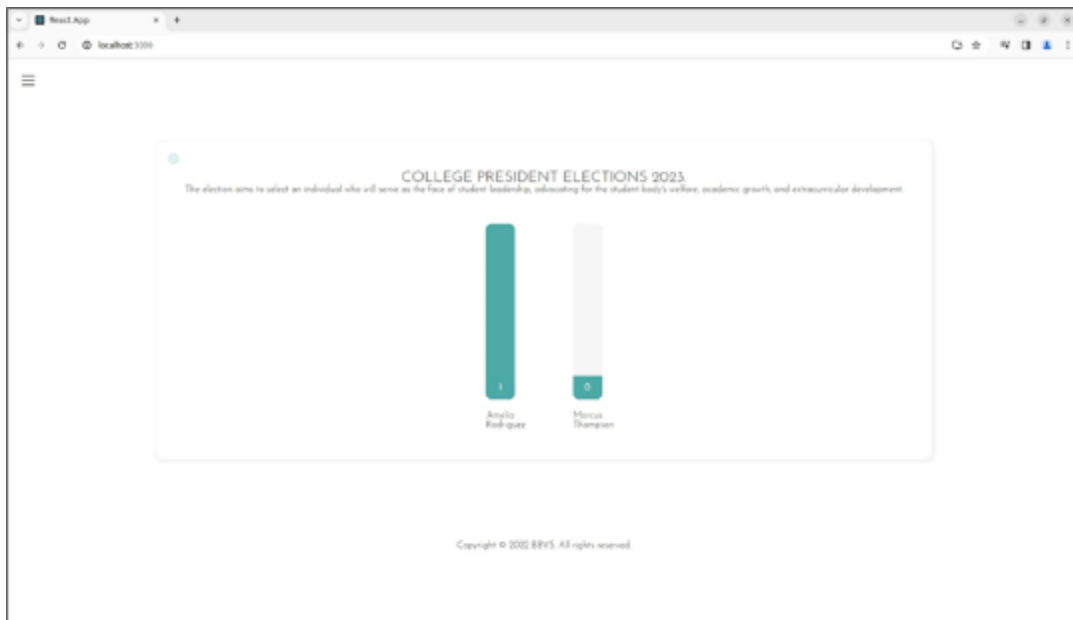 React App
localhost:3000
COLLEGE PRESIDENT ELECTIONS 2023.
The election aims to select an individual who will serve as the face of student leadership, advocating for the student body's welfare, academic growth, and extracurricular development.
1
0
Amelia
Rodriguez
Marcus
Thompson
Copyright © 2022 BBVS. All rights reserved.